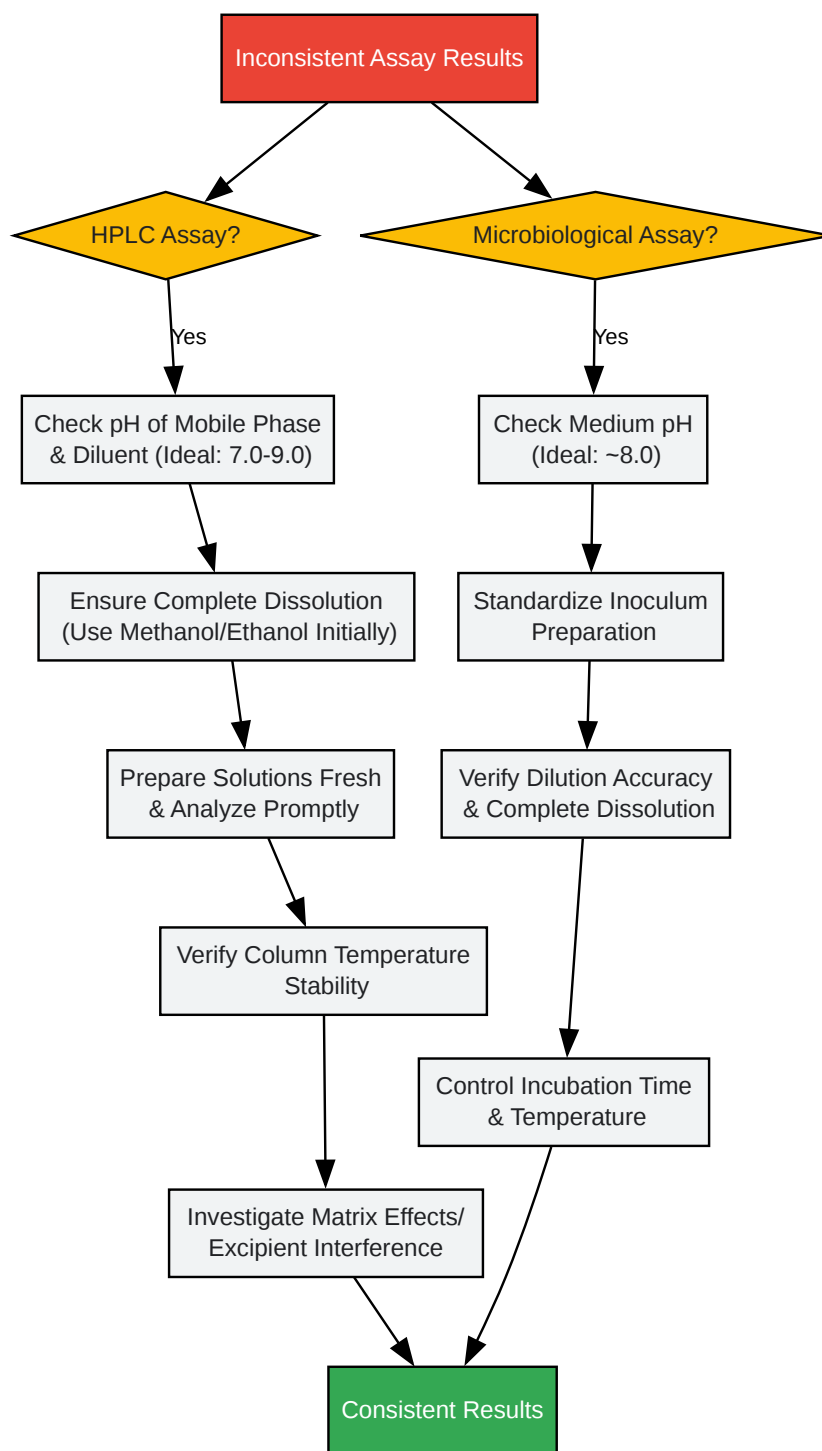 Inconsistent Assay Results
HPLC Assay?
Microbiological Assay?
Yes
Yes
Check pH of Mobile Phase
& Diluent (Ideal: 7.0-9.0)
Check Medium pH
(Ideal: ~8.0)
Ensure Complete Dissolution
(Use Methanol/Ethanol Initially)
Standardize Inoculum
Preparation
Prepare Solutions Fresh
& Analyze Promptly
Verify Dilution Accuracy
& Complete Dissolution
Verify Column Temperature
Stability
Control Incubation Time
& Temperature
Investigate Matrix Effects/
Excipient Interference
Consistent Results